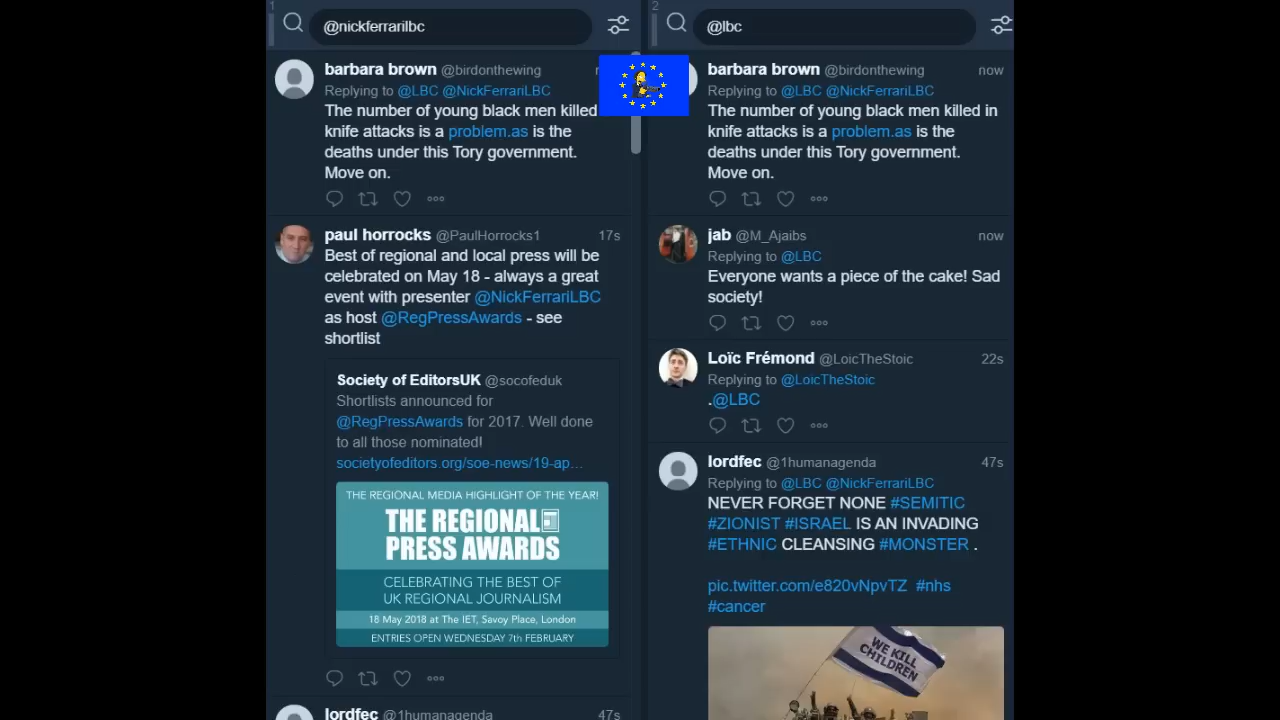 1
@nickferrarilbc
barbara brown @birdonthewing
Replying to @LBC @NickFerrariLBC
The number of young black men killed
knife attacks is a problem.as is the
deaths under this Tory government.
Move on.
paul horrocks @PaulHorrocks1 17s
Best of regional and local press will be
celebrated on May 18 - always a great
event with presenter @NickFerrariLBC
as host @RegPressAwards - see
shortlist
Society of EditorsUK @socofeduk
Shortlists announced for
@RegPressAwards for 2017. Well done
to all those nominated!
societyofeditors.org/soe-news/19-ap...
THE REGIONAL MEDIA HIGHLIGHT OF THE YEAR!
THE REGIONAL
PRESS AWARDS
CELEBRATING THE BEST OF
UK REGIONAL JOURNALISM
18 May 2018 at The IET, Savoy Place, London
ENTRIES OPEN WEDNESDAY 7th FEBRUARY
lordfec @1humanagenda 47s
2
@lbc
barbara brown @birdonthewing now
Replying to @LBC @NickFerrariLBC
The number of young black men killed in
knife attacks is a problem.as is the
deaths under this Tory government.
Move on.
jab @M_Ajaibs now
Replying to @LBC
Everyone wants a piece of the cake! Sad
society!
Loïc Frémond @LoicTheStoic 22s
Replying to @LoicTheStoic
.@LBC
lordfec @1humanagenda 47s
Replying to @LBC @NickFerrariLBC
NEVER FORGET NONE #SEMITIC
#ZIONIST #ISRAEL IS AN INVADING
#ETHNIC CLEANSING #MONSTER .
pic.twitter.com/e820vNpvTZ #nhs
#cancer
WE KILL
CHILDREN